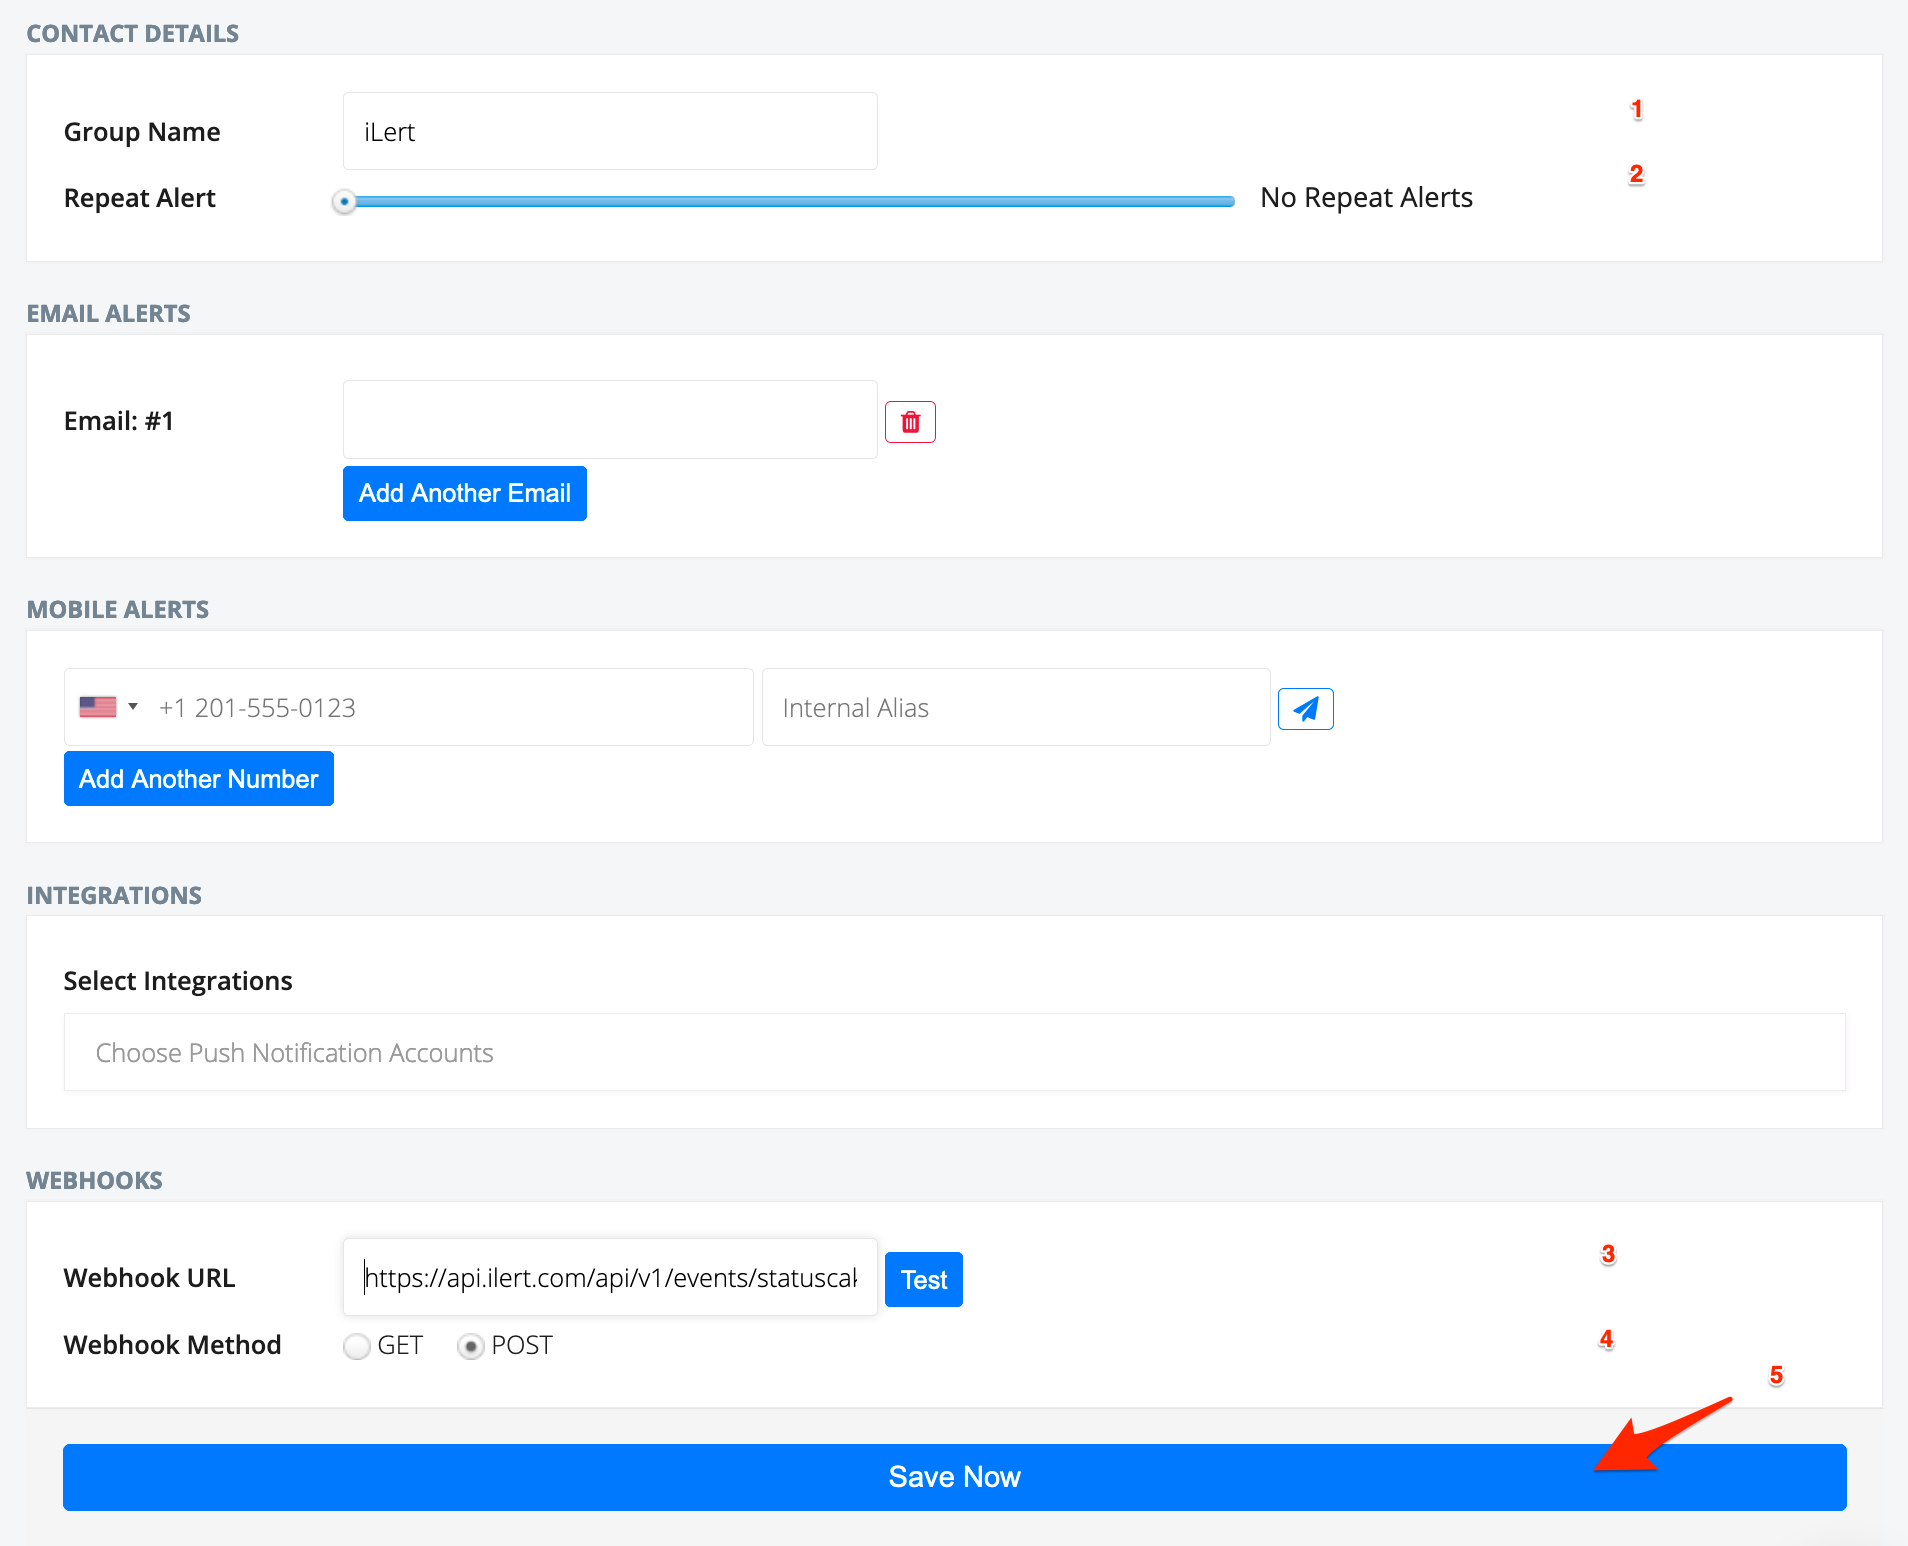 CONTACT DETAILS
Group Name
iLert
1
Repeat Alert
No Repeat Alerts
2
EMAIL ALERTS
Email: #1
Add Another Email
MOBILE ALERTS
+1 201-555-0123
Internal Alias
Add Another Number
INTEGRATIONS
Select Integrations
Choose Push Notification Accounts
WEBHOOKS
Webhook URL
https://api.ilert.com/api/v1/events/statuscak
Test
3
Webhook Method
GET
POST
4
5
Save Now